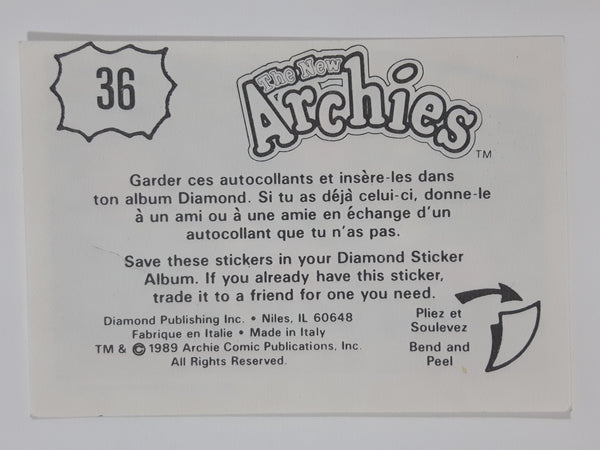 36
The New
Archies
TM
Garder ces autocollants et insère-les dans
ton album Diamond. Si tu as déjà celui-ci, donne-le
à un ami ou à une amie en échange d'un
autocollant que tu n'as pas.
Save these stickers in your Diamond Sticker
Album. If you already have this sticker,
trade it to a friend for one you need.
Diamond Publishing Inc. • Niles, IL 60648
Fabrique en Italie • Made in Italy
TM & © 1989 Archie Comic Publications, Inc.
All Rights Reserved.
Pliez et
Soulevez
Bend and
Peel